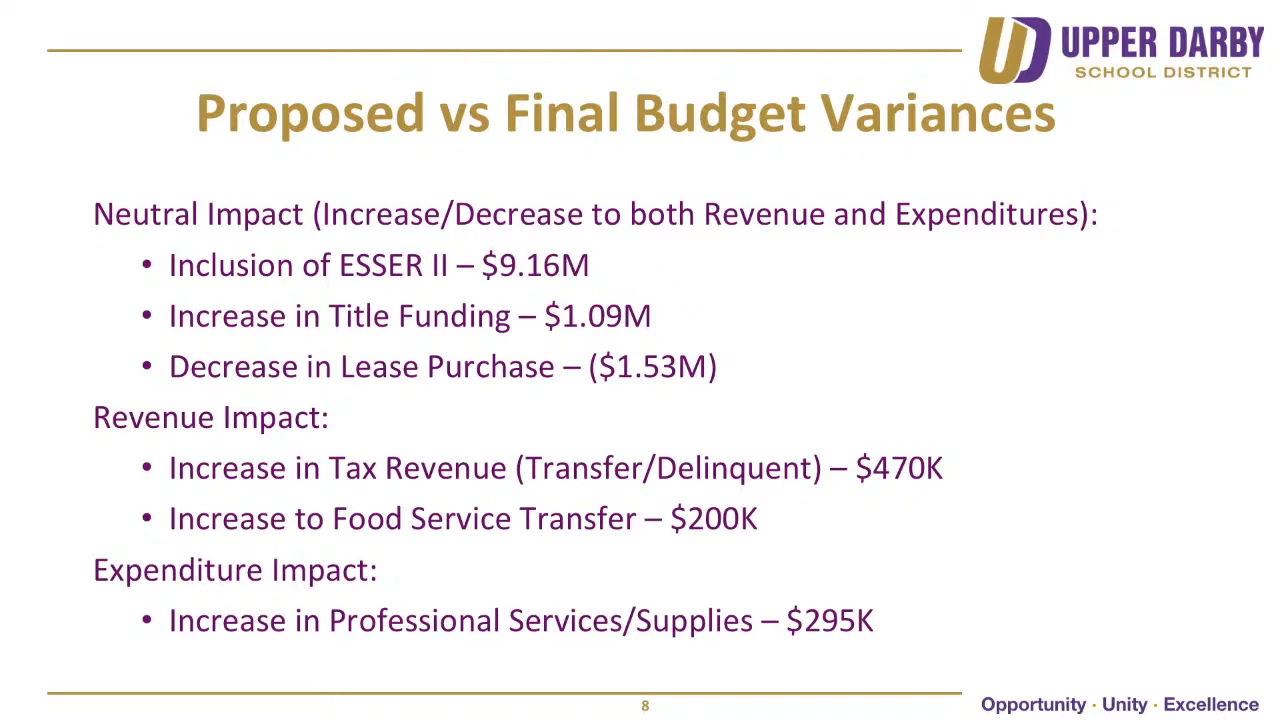 UPPER DARBY
SCHOOL DISTRICT
Proposed vs Final Budget Variances
Neutral Impact (Increase/Decrease to both Revenue and Expenditures):
• Inclusion of ESSER II – $9.16M
• Increase in Title Funding – $1.09M
• Decrease in Lease Purchase – ($1.53M)
Revenue Impact:
• Increase in Tax Revenue (Transfer/Delinquent) – $470K
• Increase to Food Service Transfer – $200K
Expenditure Impact:
• Increase in Professional Services/Supplies – $295K
8
Opportunity · Unity · Excellence